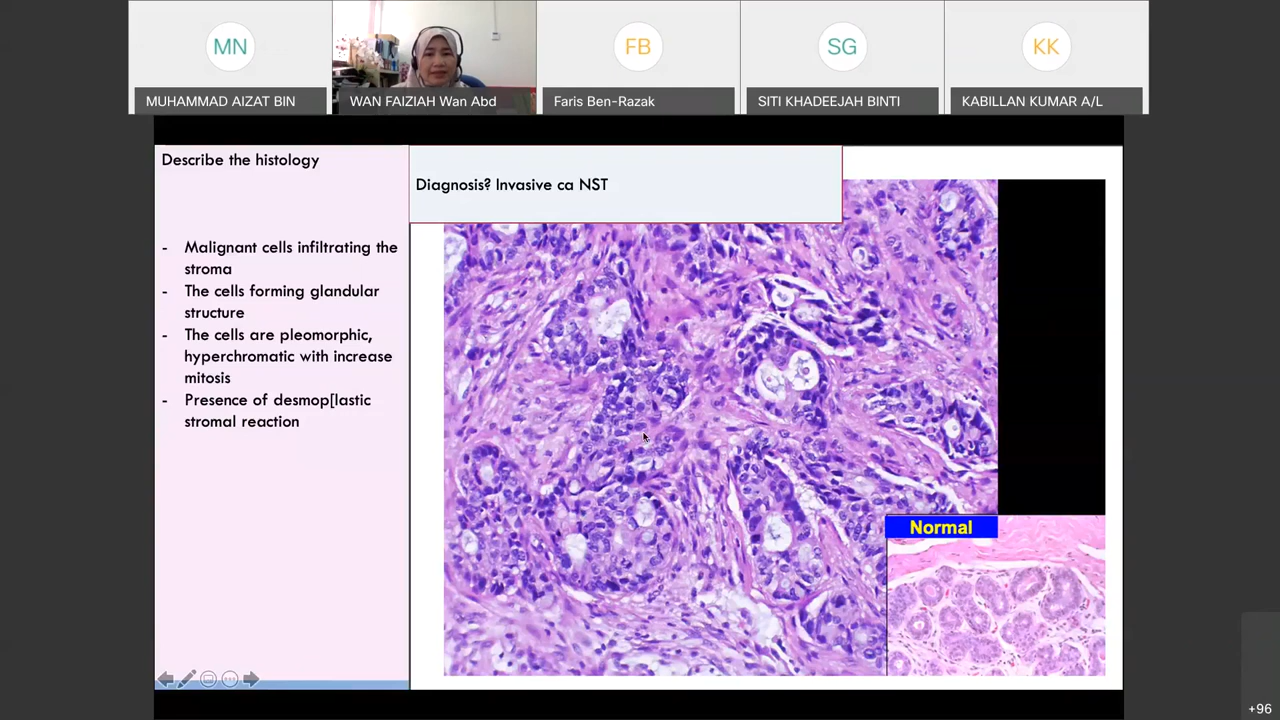 MN
FB
SG
KK
MUHAMMAD AIZAT BIN
WAN FAIZIAH Wan Abd
Faris Ben-Razak
SITI KHADEEJAH BINTI
KABILLAN KUMAR A/L
Describe the histology
Diagnosis? Invasive ca NST
- Malignant cells infiltrating the
stroma
- The cells forming glandular
structure
- The cells are pleomorphic,
hyperchromatic with increase
mitosis
- Presence of desmop[lastic
stromal reaction
Normal
+96